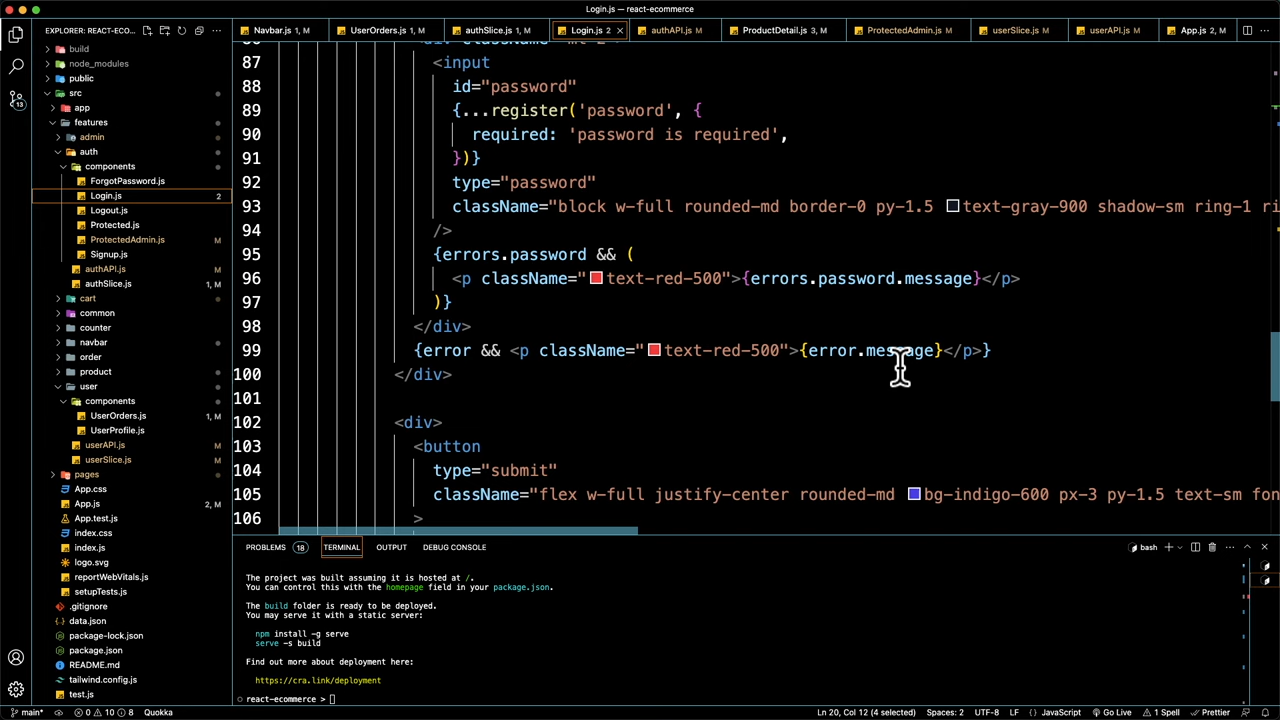 Login.js — react-ecommerce
EXPLORER: REACT-ECO...
Navbar.js 1, M
UserOrders.js 1, M
authSlice.js 1, M
Login.js 2
authAPI.js M
ProductDetail.js 3, M
ProtectedAdmin.js M
userSlice.js M
userAPI.js M
App.js 2, M
build
node_modules
public
src
app
features
admin
auth
components
ForgotPassword.js
Login.js 2
Logout.js
Protected.js
ProtectedAdmin.js M
Signup.js
authAPI.js M
authSlice.js 1, M
cart
common
counter
navbar
order
product
user
components
UserOrders.js 1, M
UserProfile.js
userAPI.js M
userSlice.js M
pages
App.css
App.js 2, M
App.test.js
index.css
index.js
logo.svg
reportWebVitals.js
setupTests.js
.gitignore
data.json
package-lock.json
package.json
README.md
tailwind.config.js
test.js
13
87 <input
88 id="password"
89 {...register('password', {
90 required: 'password is required',
91 })}
92 type="password"
93 className="block w-full rounded-md border-0 py-1.5 text-gray-900 shadow-sm ring-1 ri
94 />
95 {errors.password && (
96 <p className="text-red-500">{errors.password.message}</p>
97 )}
98 </div>
99 {error && <p className="text-red-500">{error.message}</p>}
100 </div>
101
102 <div>
103 <button
104 type="submit"
105 className="flex w-full justify-center rounded-md bg-indigo-600 px-3 py-1.5 text-sm fon
106 >
PROBLEMS 18 TERMINAL OUTPUT DEBUG CONSOLE
bash
The project was built assuming it is hosted at /.
You can control this with the homepage field in your package.json.
The build folder is ready to be deployed.
You may serve it with a static server:
npm install -g serve
serve -s build
Find out more about deployment here:
https://cra.link/deployment
react-ecommerce >
main* 0 10 8 Quokka
Ln 20, Col 12 (4 selected) Spaces: 2 UTF-8 LF JavaScript Go Live 1 Spell Prettier